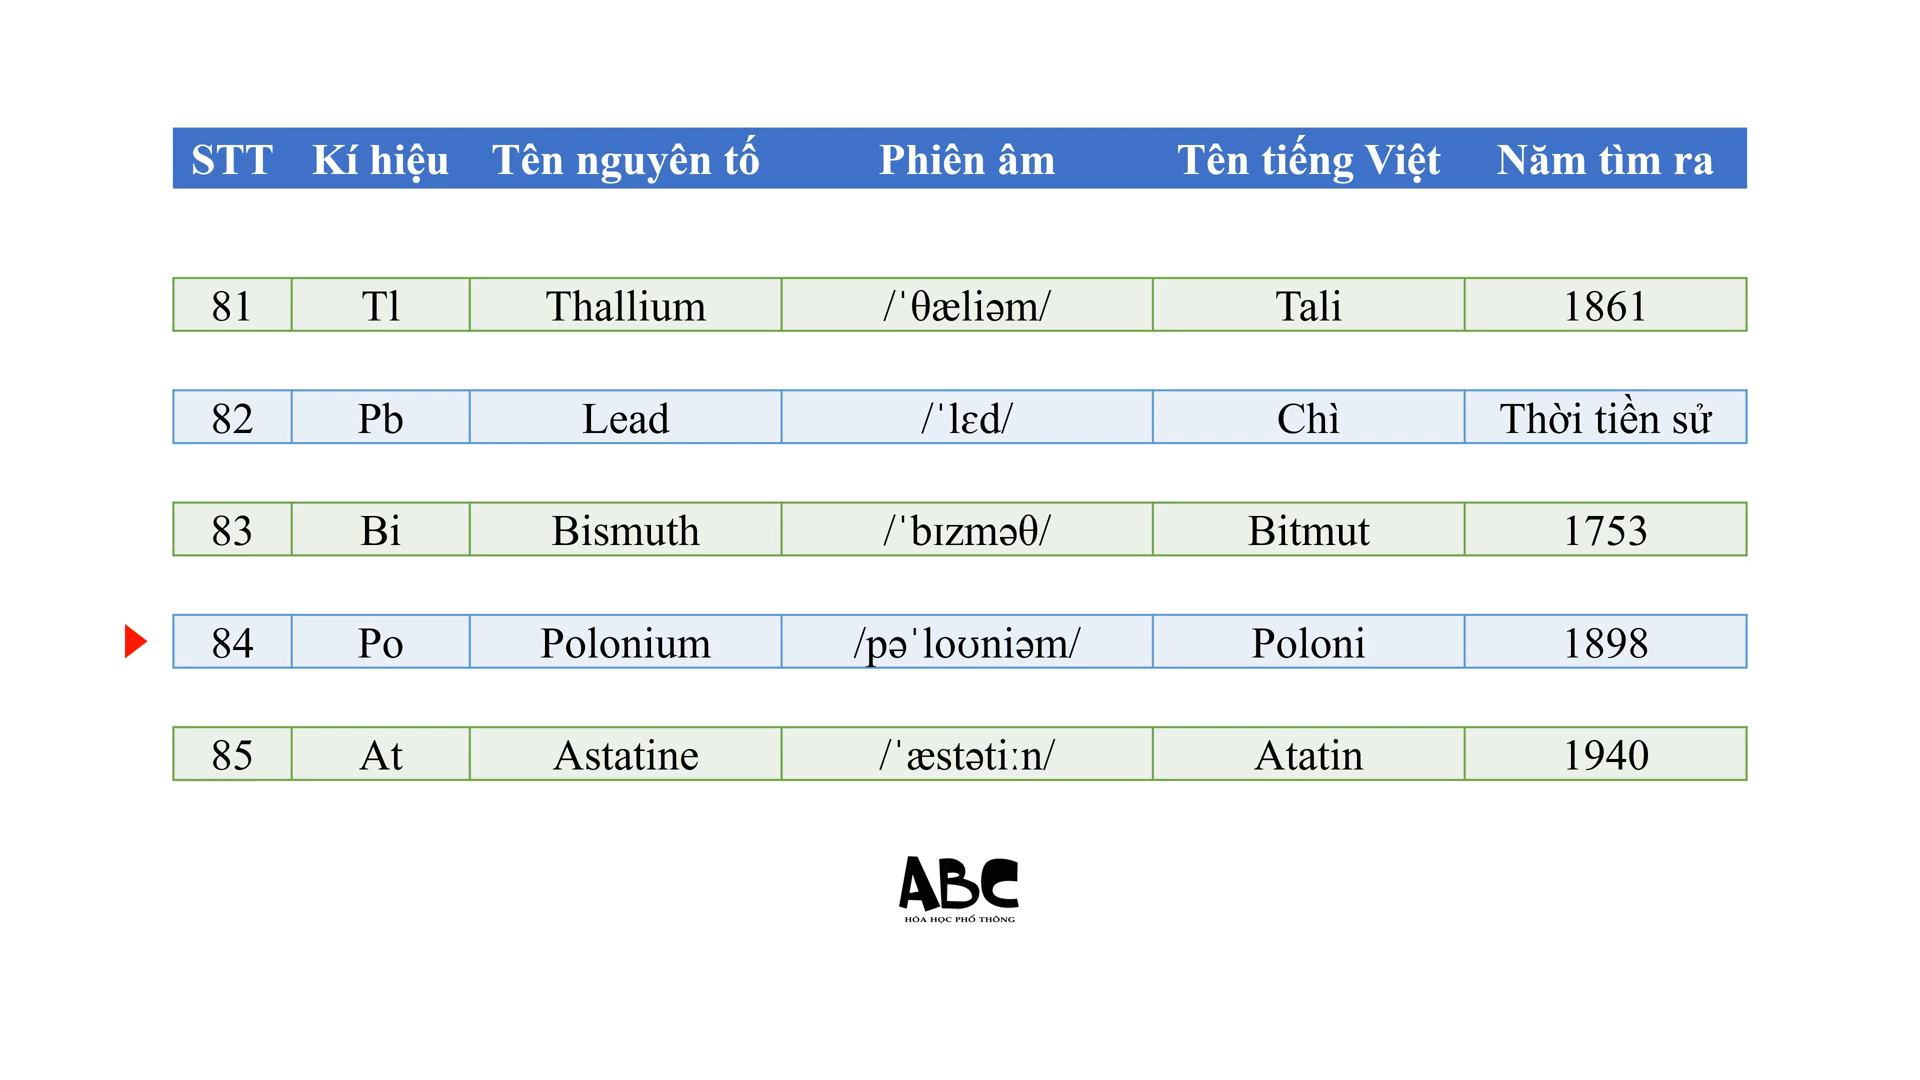 STT Kí hiệu Tên nguyên tố Phiên âm Tên tiếng Việt Năm tìm ra
81 Tl Thallium /ˈθæliəm/ Tali 1861
82 Pb Lead /ˈlɛd/ Chì Thời tiền sử
83 Bi Bismuth /ˈbɪzməθ/ Bitmut 1753
84 Po Polonium /pəˈloʊniəm/ Poloni 1898
85 At Astatine /ˈæstətiːn/ Atatin 1940
ABC
HÓA HỌC PHỔ THÔNG